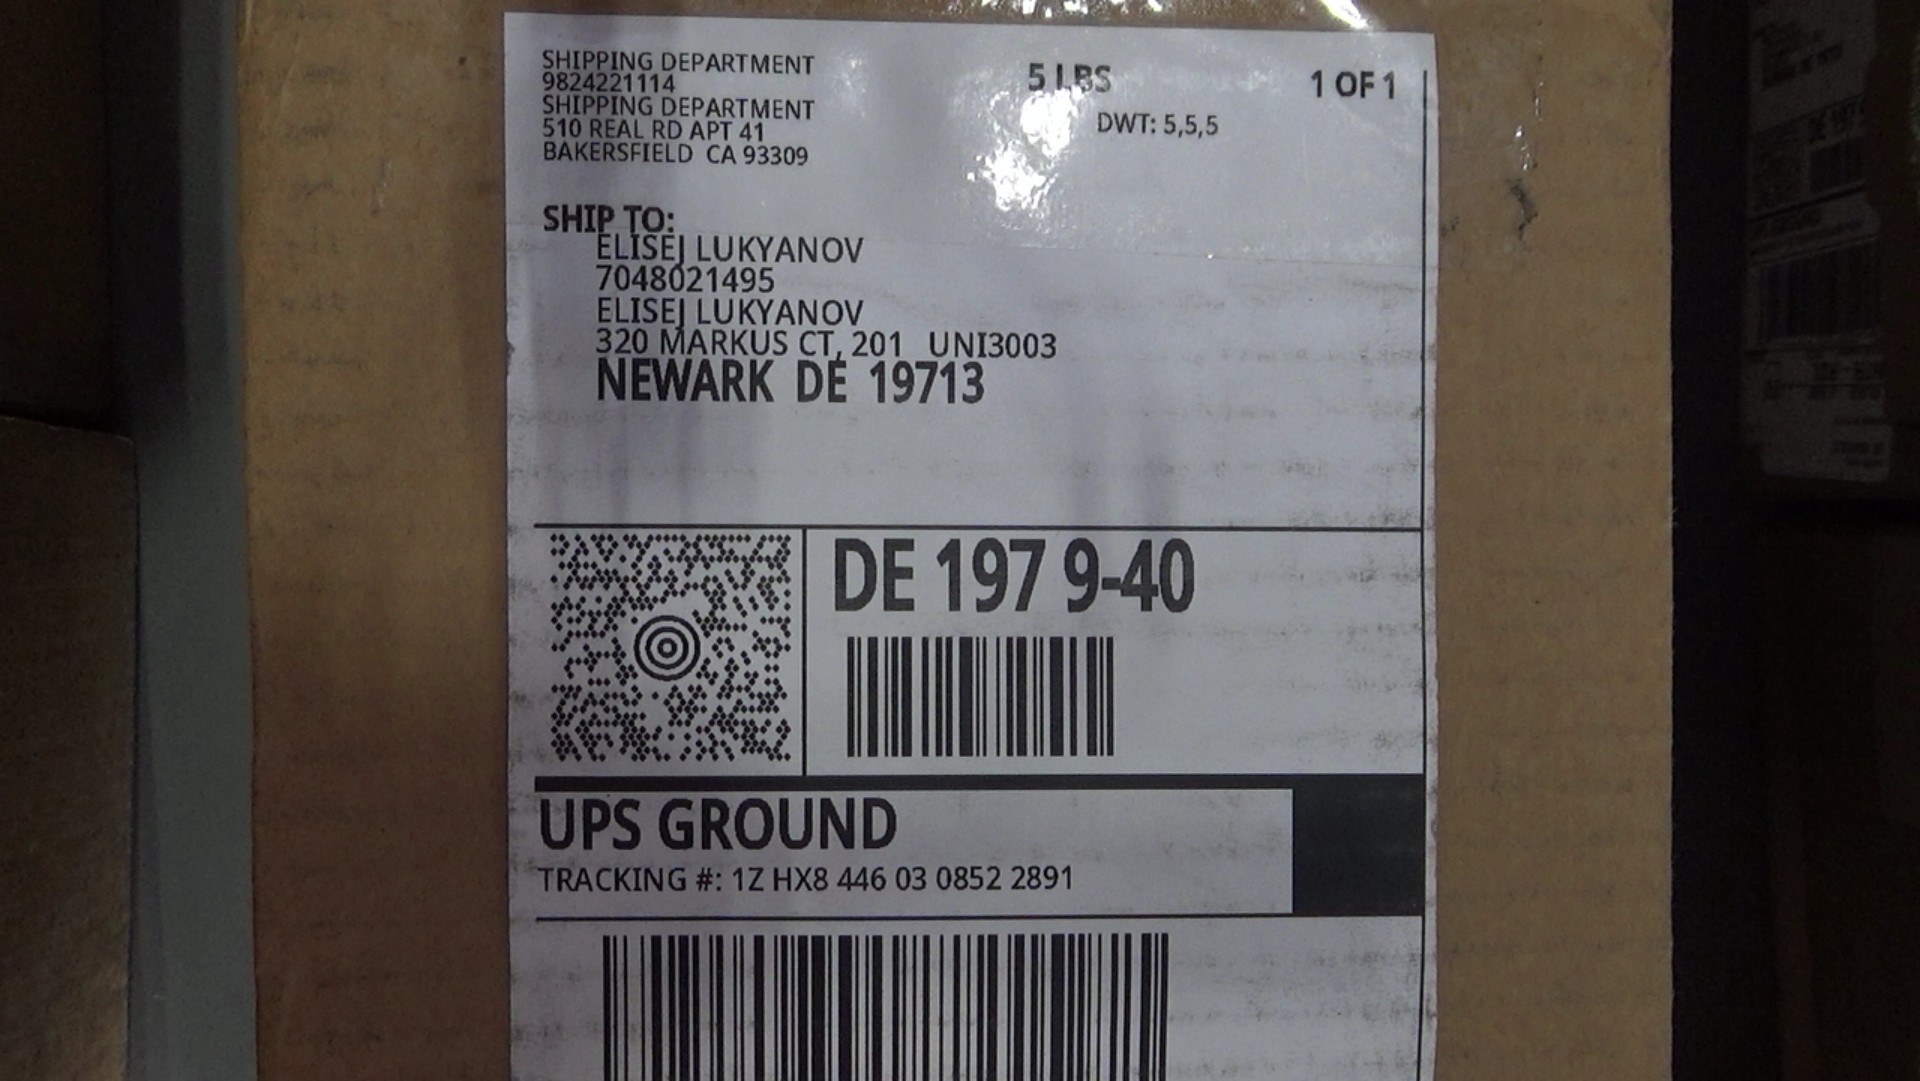 SHIPPING DEPARTMENT
9824221114
SHIPPING DEPARTMENT
510 REAL RD APT 41
BAKERSFIELD CA 93309
5 LBS
1 OF 1
DWT: 5,5,5
SHIP TO:
ELISEJ LUKYANOV
7048021495
ELISEJ LUKYANOV
320 MARKUS CT, 201 UNI3003
NEWARK DE 19713
DE 197 9-40
UPS GROUND
TRACKING #: 1Z HX8 446 03 0852 2891